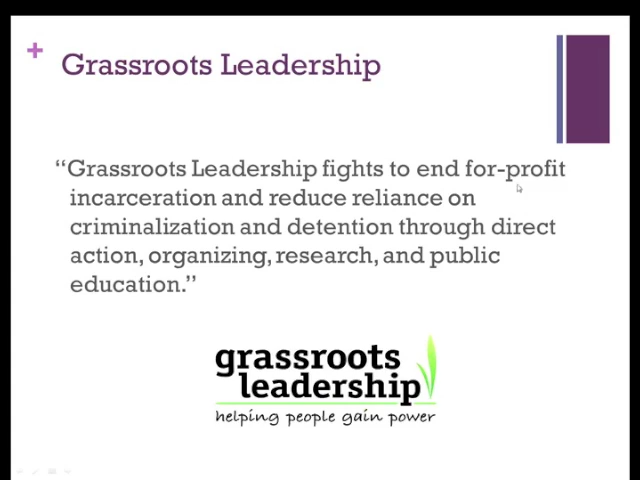 + Grassroots Leadership
“Grassroots Leadership fights to end for-profit
incarceration and reduce reliance on
criminalization and detention through direct
action, organizing, research, and public
education.”
grassroots
leadership
helping people gain power